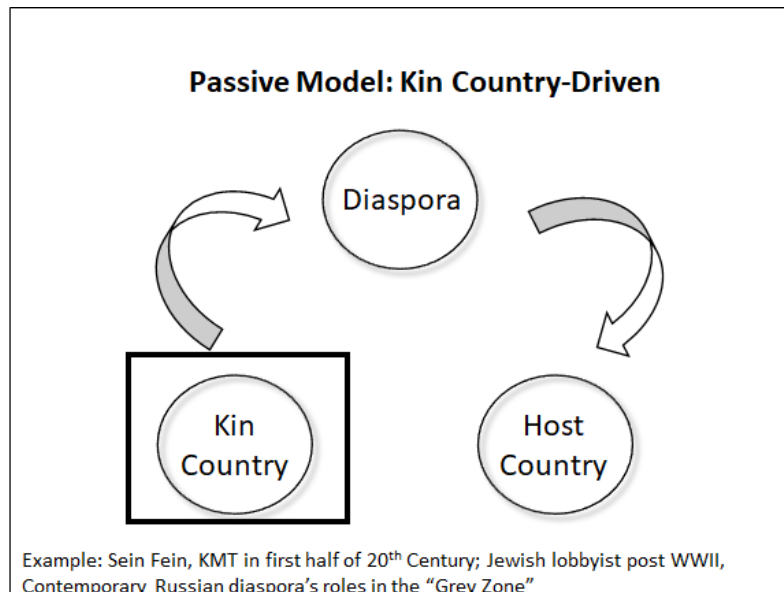 Passive Model: Kin Country-Driven
Diaspora
Kin
Country
Host
Country
Example: Sein Fein, KMT in first half of 20th Century; Jewish lobbyist post WWII,
Contemporary Russian diaspora's roles in the "Grey Zone"